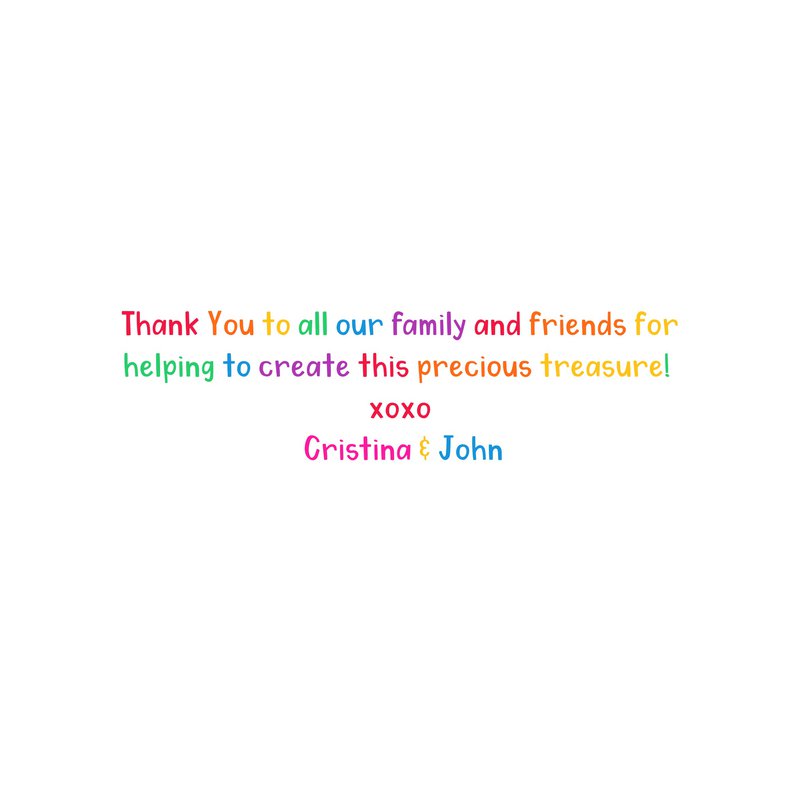 Thank You to all our family and friends for
helping to create this precious treasure!
xoxo
Cristina & John